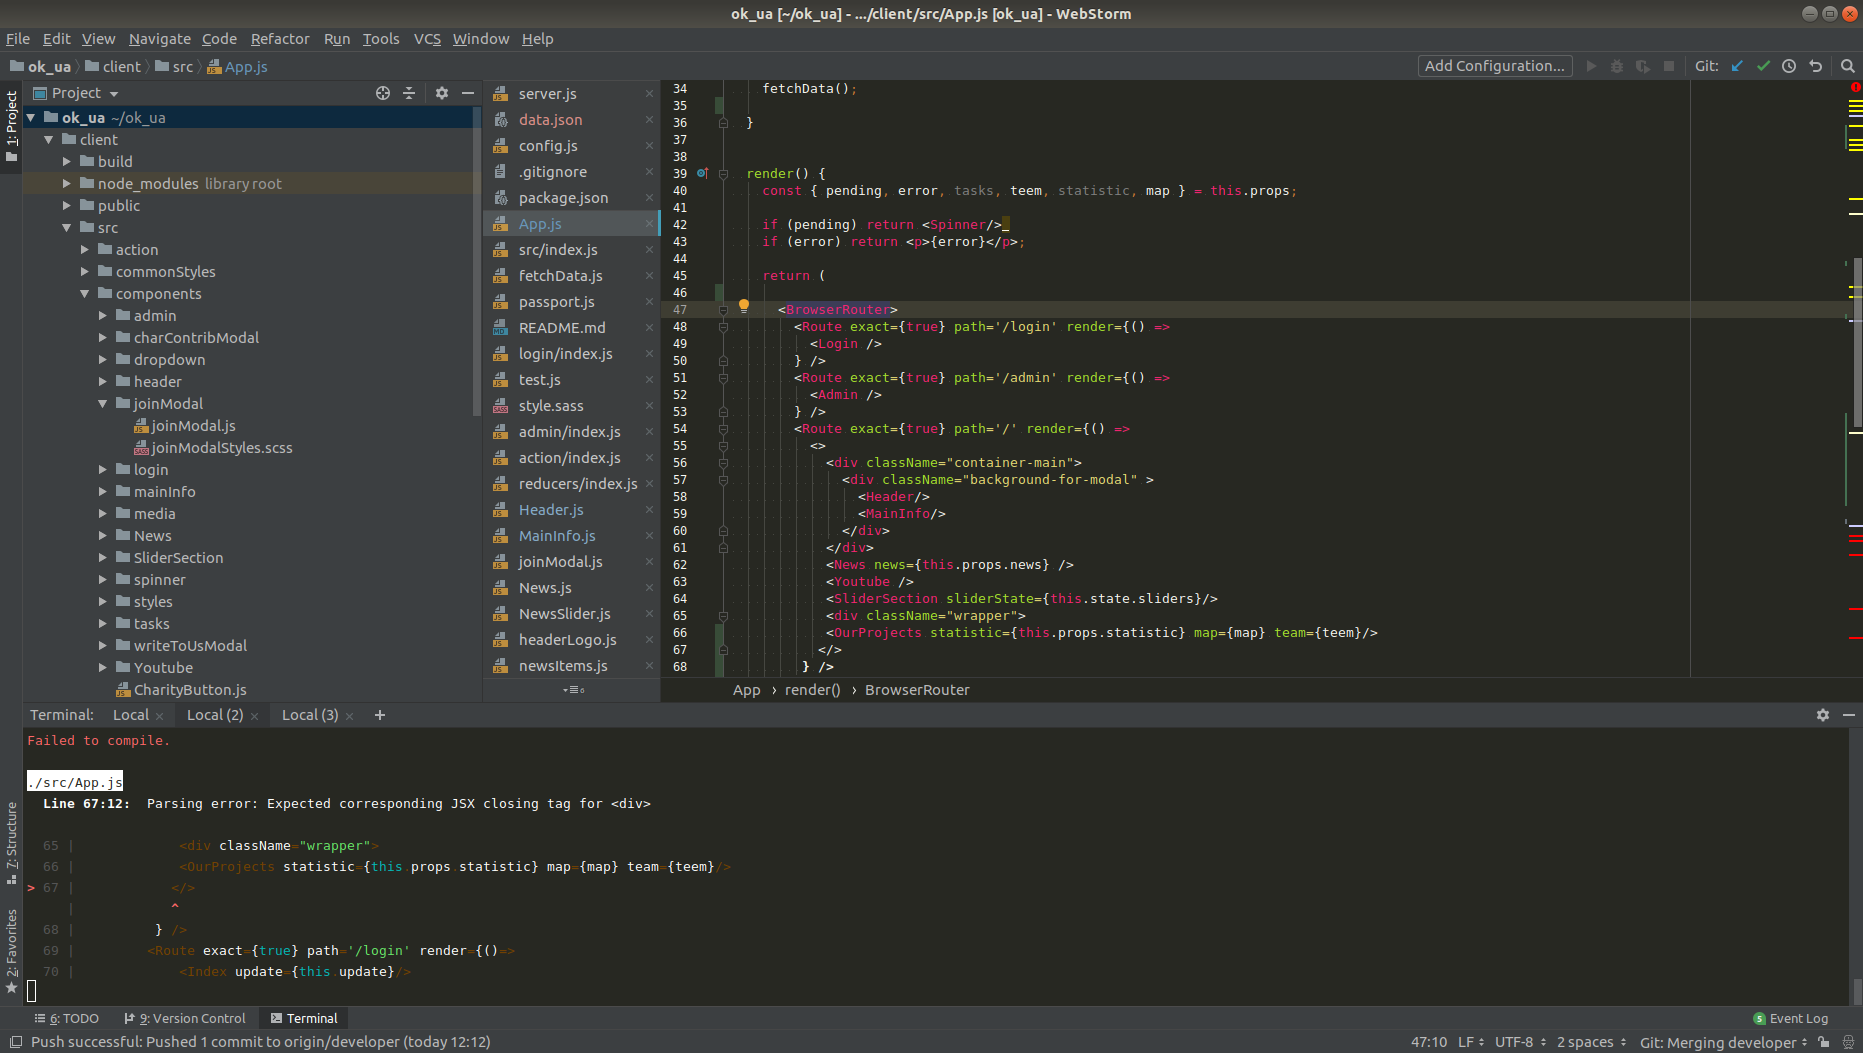 ok_ua [~/ok_ua] - .../client/src/App.js [ok_ua] - WebStorm
File Edit View Navigate Code Refactor Run Tools VCS Window Help
ok_ua client src App.js
Add Configuration... Git:
1: Project
Project
ok_ua ~/ok_ua
client
build
node_modules library root
public
src
action
commonStyles
components
admin
charContribModal
dropdown
header
joinModal
joinModal.js
joinModalStyles.scss
login
mainInfo
media
News
SliderSection
spinner
styles
tasks
writeToUsModal
Youtube
CharityButton.js
server.js
data.json
config.js
.gitignore
package.json
App.js
src/index.js
fetchData.js
passport.js
README.md
login/index.js
test.js
style.sass
admin/index.js
action/index.js
reducers/index.js
Header.js
MainInfo.js
joinModal.js
News.js
NewsSlider.js
headerLogo.js
newsItems.js
6
34 fetchData();
35
36 }
37
38
39 render() {
40 const { pending, error, tasks, teem, statistic, map } = this.props;
41
42 if (pending) return <Spinner/>
43 if (error) return <p>{error}</p>;
44
45 return (
46
47 <BrowserRouter>
48 <Route exact={true} path='/login' render={() =>
49 <Login />
50 } />
51 <Route exact={true} path='/admin' render={() =>
52 <Admin />
53 } />
54 <Route exact={true} path='/' render={() =>
55 <>
56 <div className="container-main">
57 <div className="background-for-modal" >
58 <Header/>
59 <MainInfo/>
60 </div>
61 </div>
62 <News news={this.props.news} />
63 <Youtube />
64 <SliderSection sliderState={this.state.sliders}/>
65 <div className="wrapper">
66 <OurProjects statistic={this.props.statistic} map={map} team={teem}/>
67 </>
68 } />
App › render() › BrowserRouter
Terminal: Local × Local (2) × Local (3) × +
Failed to compile.
./src/App.js
Line 67:12: Parsing error: Expected corresponding JSX closing tag for <div>
65 | <div className="wrapper">
66 | <OurProjects statistic={this.props.statistic} map={map} team={teem}/>
> 67 | </>
| ^
68 | } />
69 | <Route exact={true} path='/login' render={()=>
70 | <Index update={this.update}/>
7: Structure
2: Favorites
6: TODO 9: Version Control Terminal Event Log
Push successful: Pushed 1 commit to origin/developer (today 12:12)
47:10 LF UTF-8 2 spaces Git: Merging developer